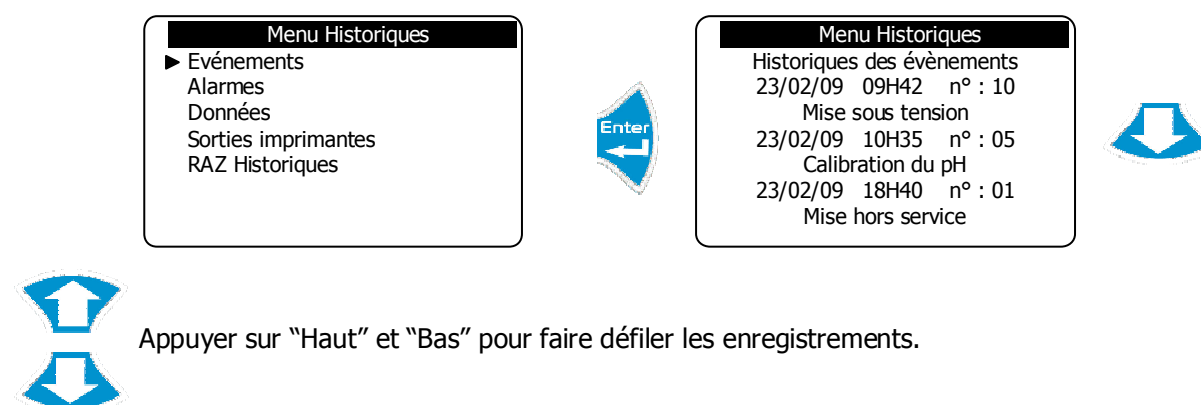 Menu Historiques
Evénements
Alarmes
Données
Sorties imprimantes
RAZ Historiques
Enter
Menu Historiques
Historiques des évènements
23/02/09 09H42 n° : 10
Mise sous tension
23/02/09 10H35 n° : 05
Calibration du pH
23/02/09 18H40 n° : 01
Mise hors service
Appuyer sur “Haut” et “Bas” pour faire défiler les enregistrements.